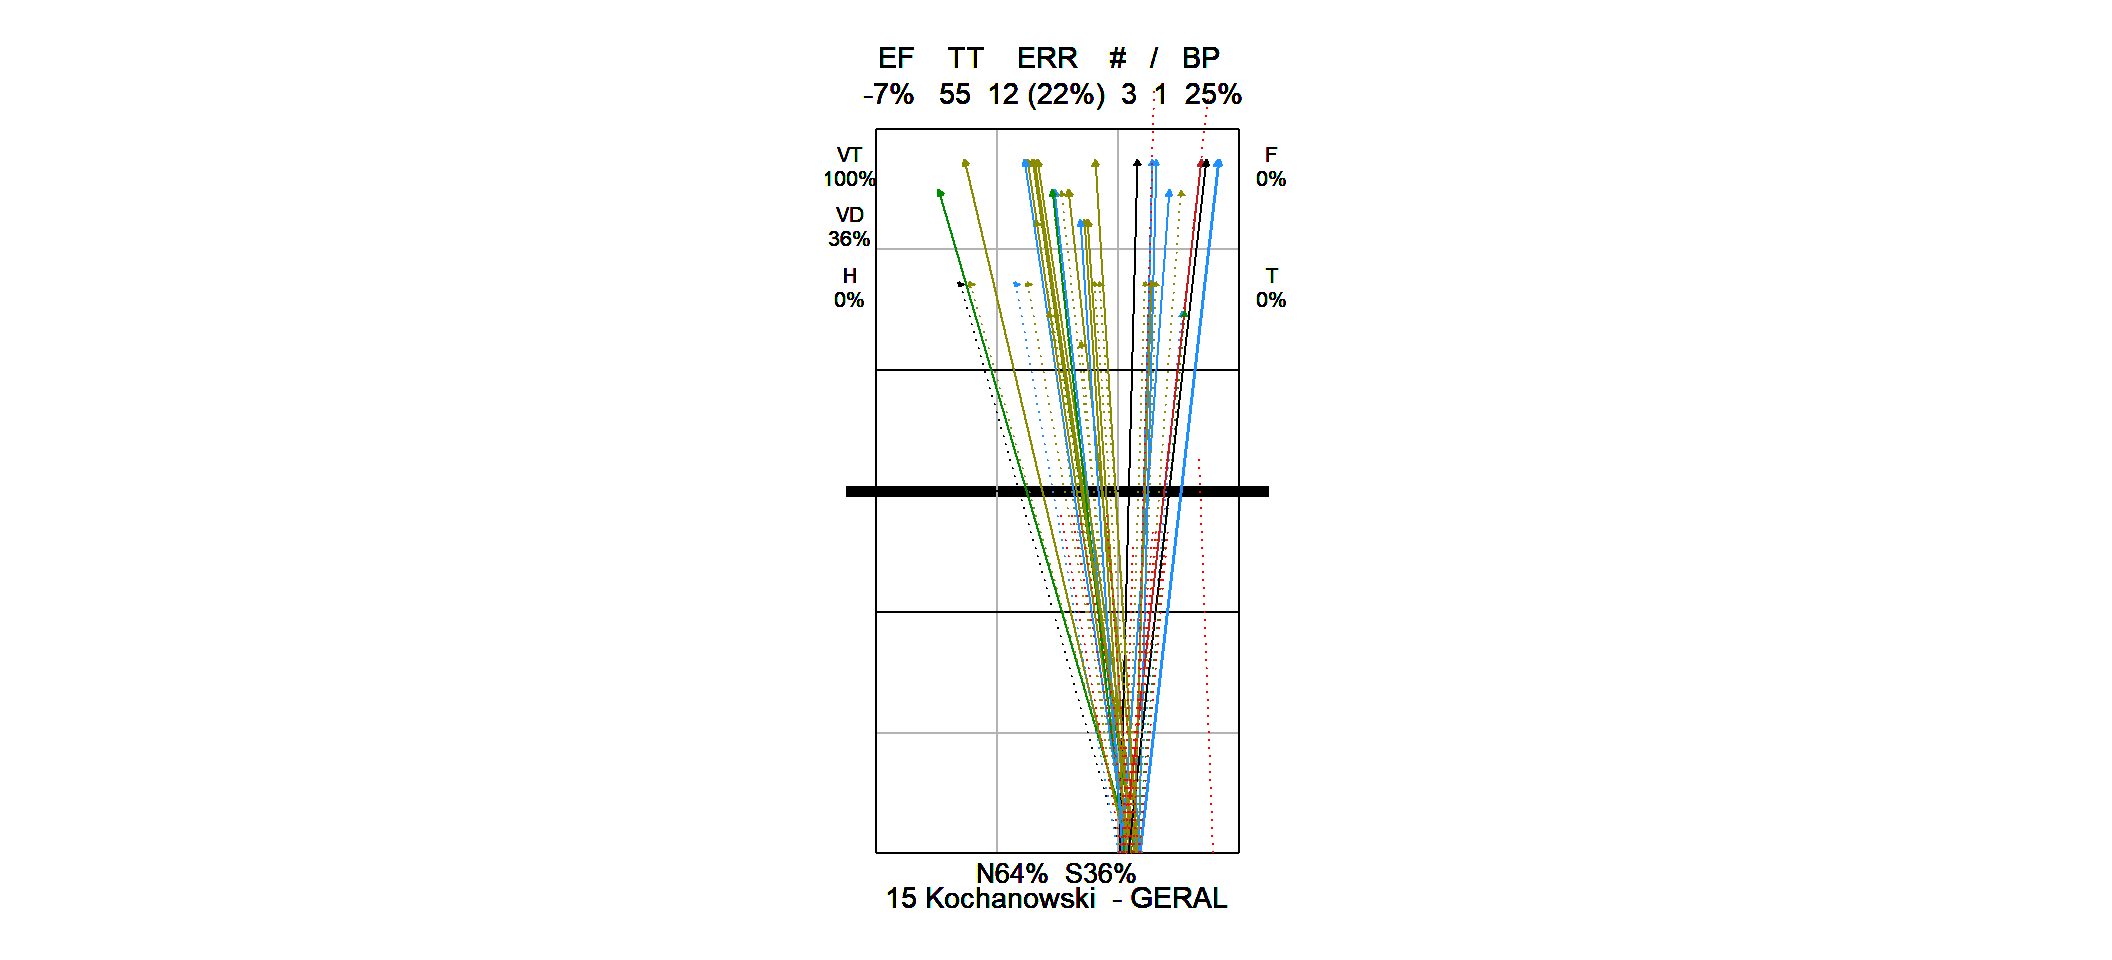 EF TT ERR # / BP
-7% 55 12 (22%) 3 1 25%
VT
100%
F
0%
VD
36%
H
0%
T
0%
N64% S36%
15 Kochanowski - GERAL